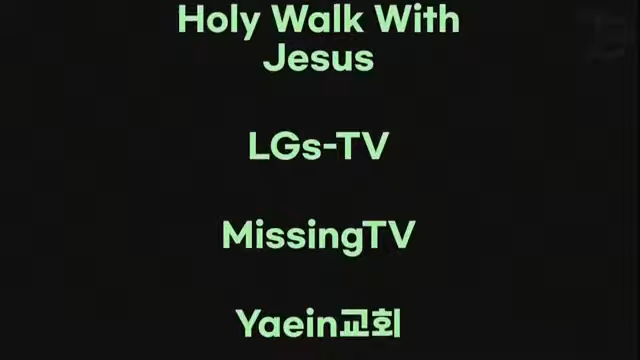 Holy Walk With
Jesus
LGs-TV
MissingTV
Yaein교회